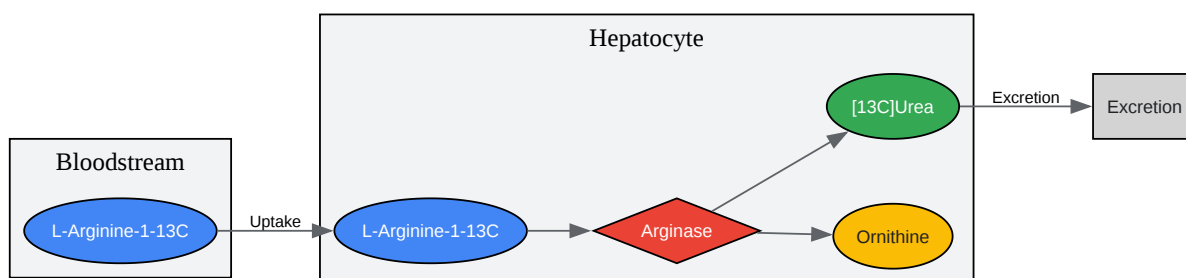 Hepatocyte
[13C]Urea
Excretion
Excretion
Bloodstream
L-Arginine-1-13C
Uptake
L-Arginine-1-13C
Arginase
Ornithine